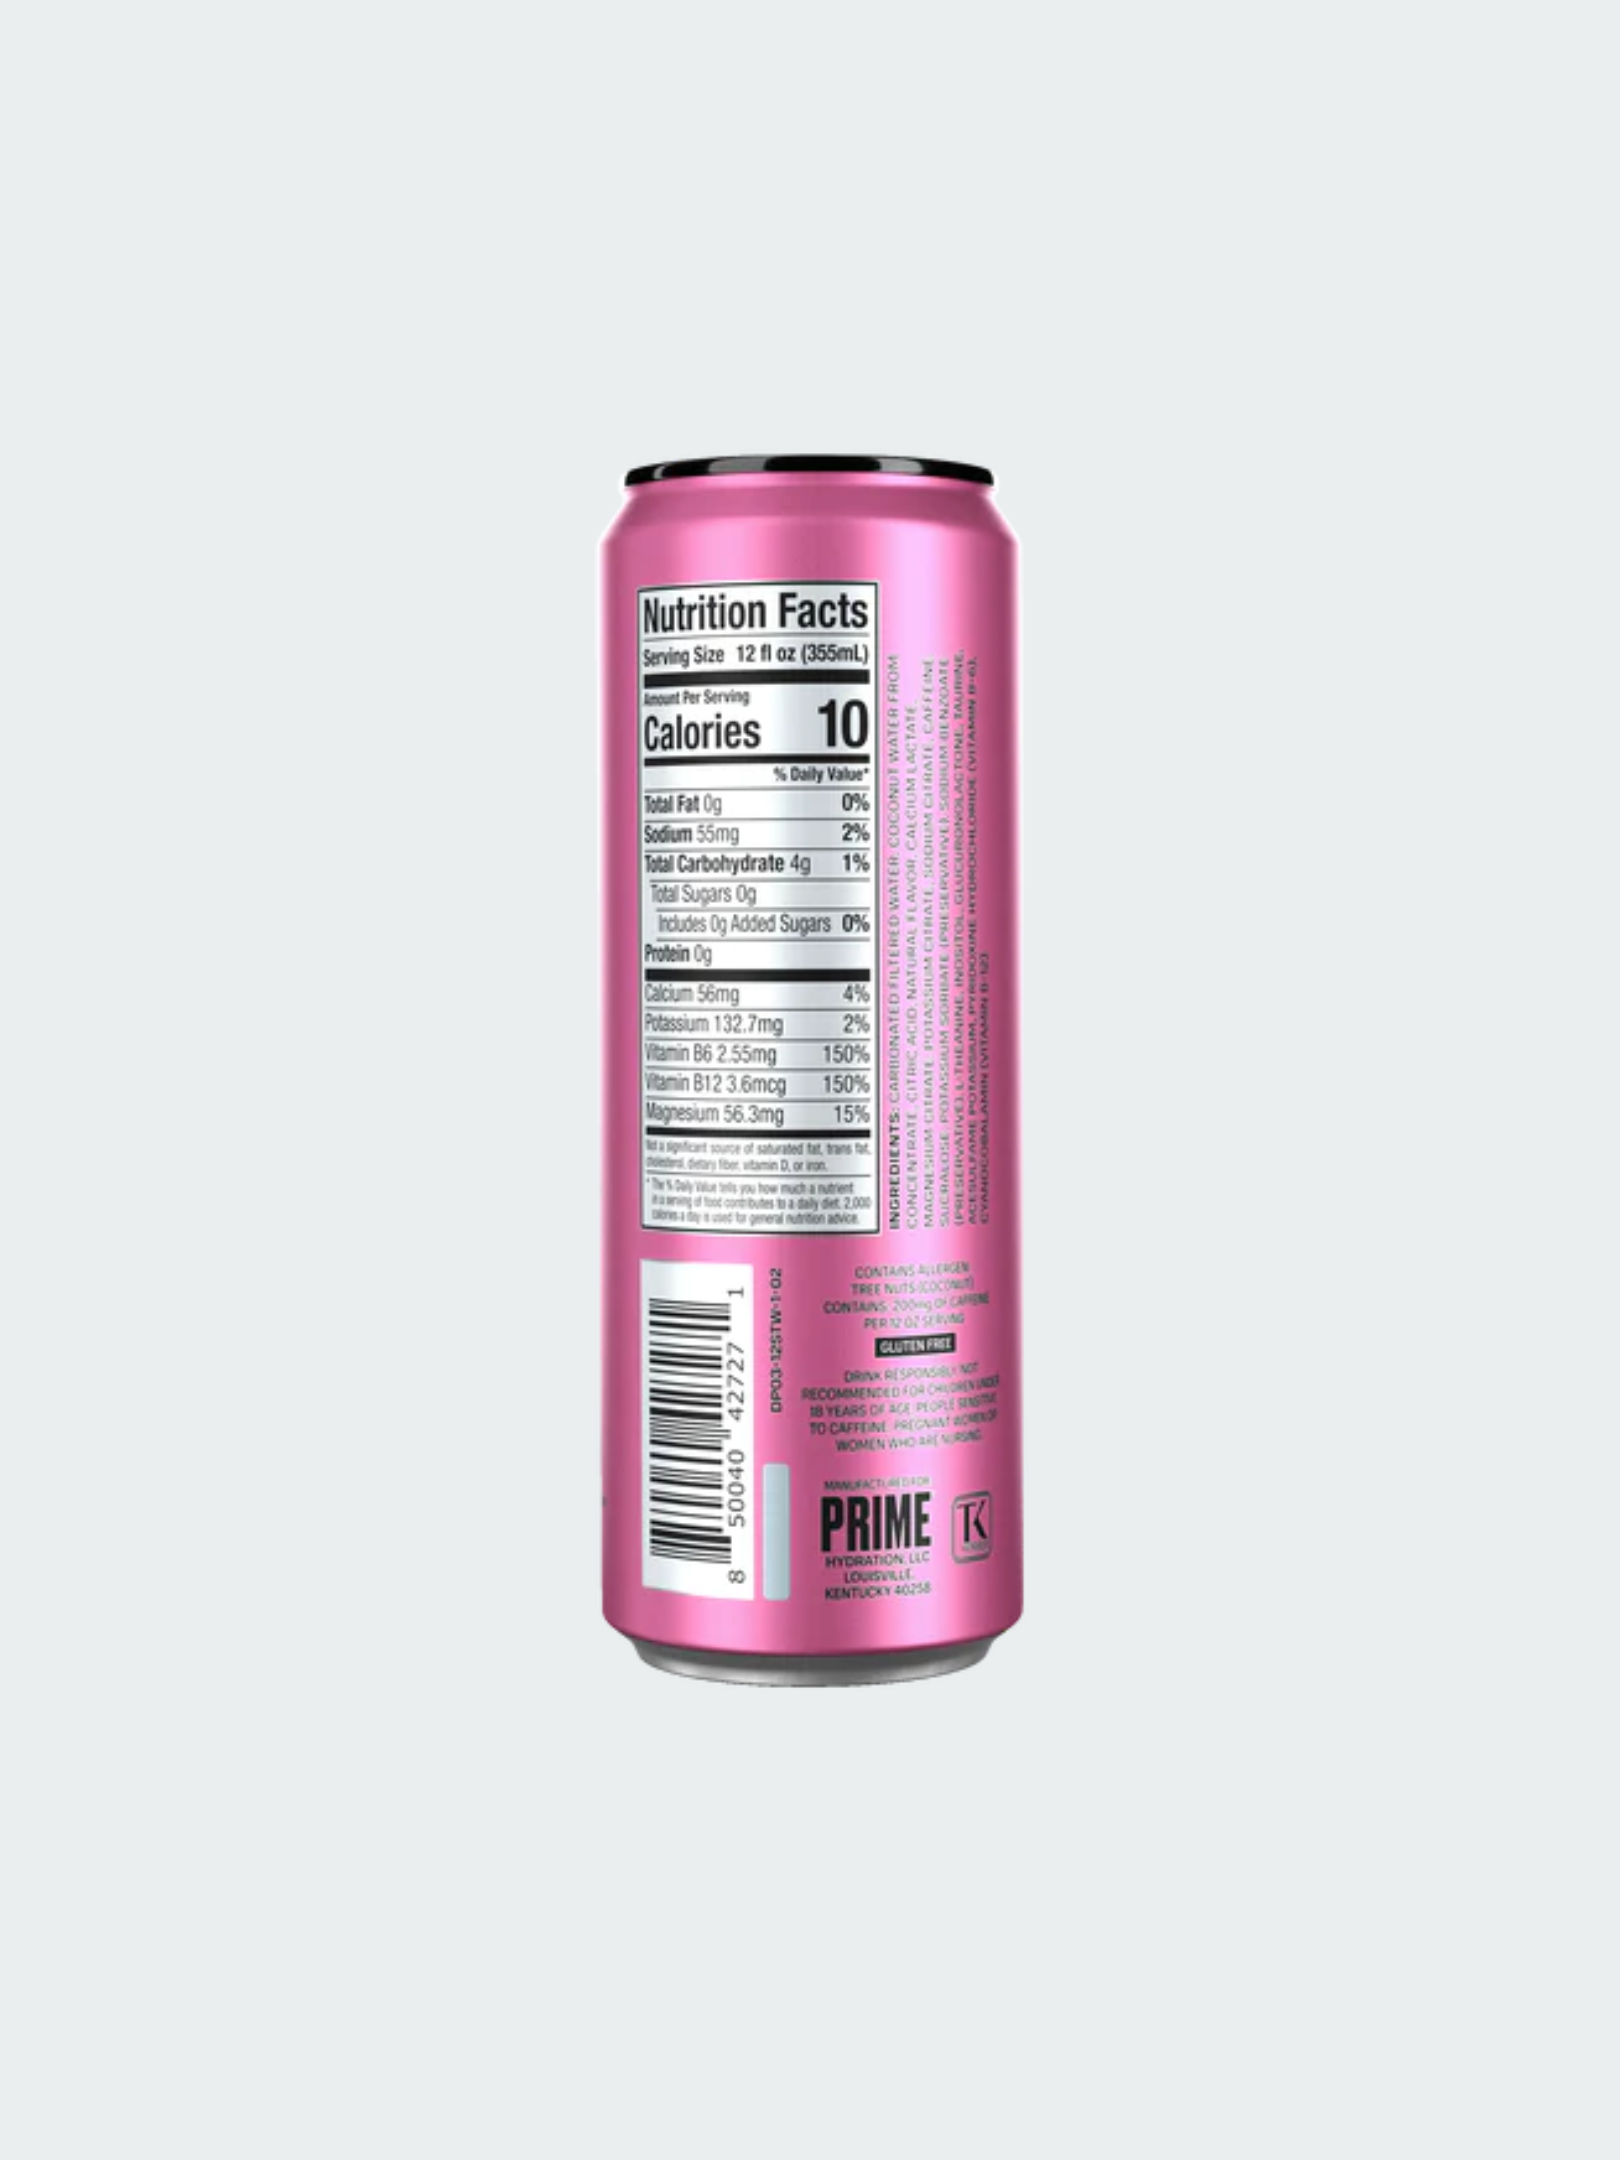 Nutrition Facts
Serving Size 12 fl oz (355mL)
Amount Per Serving
Calories 10
% Daily Value*
Total Fat 0g 0%
Sodium 55mg 2%
Total Carbohydrate 4g 1%
Total Sugars 0g
Includes 0g Added Sugars 0%
Protein 0g
Calcium 56mg 4%
Potassium 132.7mg 2%
Vitamin B6 2.55mg 150%
Vitamin B12 3.6mcg 150%
Magnesium 56.3mg 15%
Not a significant source of saturated fat, trans fat,
cholesterol, dietary fiber, vitamin D, or iron.
* The % Daily Value tells you how much a nutrient
in a serving of food contributes to a daily diet. 2,000
calories a day is used for general nutrition advice.
INGREDIENTS: CARBONATED FILTERED WATER, COCONUT WATER FROM
CONCENTRATE, CITRIC ACID, NATURAL FLAVOR, CALCIUM LACTATE,
MAGNESIUM CITRATE, POTASSIUM CITRATE, SODIUM CITRATE, CAFFEINE
SUCRALOSE, POTASSIUM SORBATE (PRESERVATIVE), SODIUM BENZOATE
(PRESERVATIVE), L-THEANINE, INOSITOL, GLUCURONOLACTONE, TAURINE,
ACESULFAME POTASSIUM, PYRIDOXINE HYDROCHLORIDE (VITAMIN B-6),
CYANOCOBALAMIN (VITAMIN B-12)
8 50040 42727 1
DP03-12STW-1-02
CONTAINS ALLERGEN
TREE NUTS (COCONUT)
CONTAINS: 200mg OF CAFFEINE
PER 12 OZ SERVING
GLUTEN FREE
DRINK RESPONSIBLY NOT
RECOMMENDED FOR CHILDREN UNDER
18 YEARS OF AGE, PEOPLE SENSITIVE
TO CAFFEINE, PREGNANT WOMEN OR
WOMEN WHO ARE NURSING.
MANUFACTURED FOR
PRIME
HYDRATION, LLC
LOUISVILLE,
KENTUCKY 40258
TK